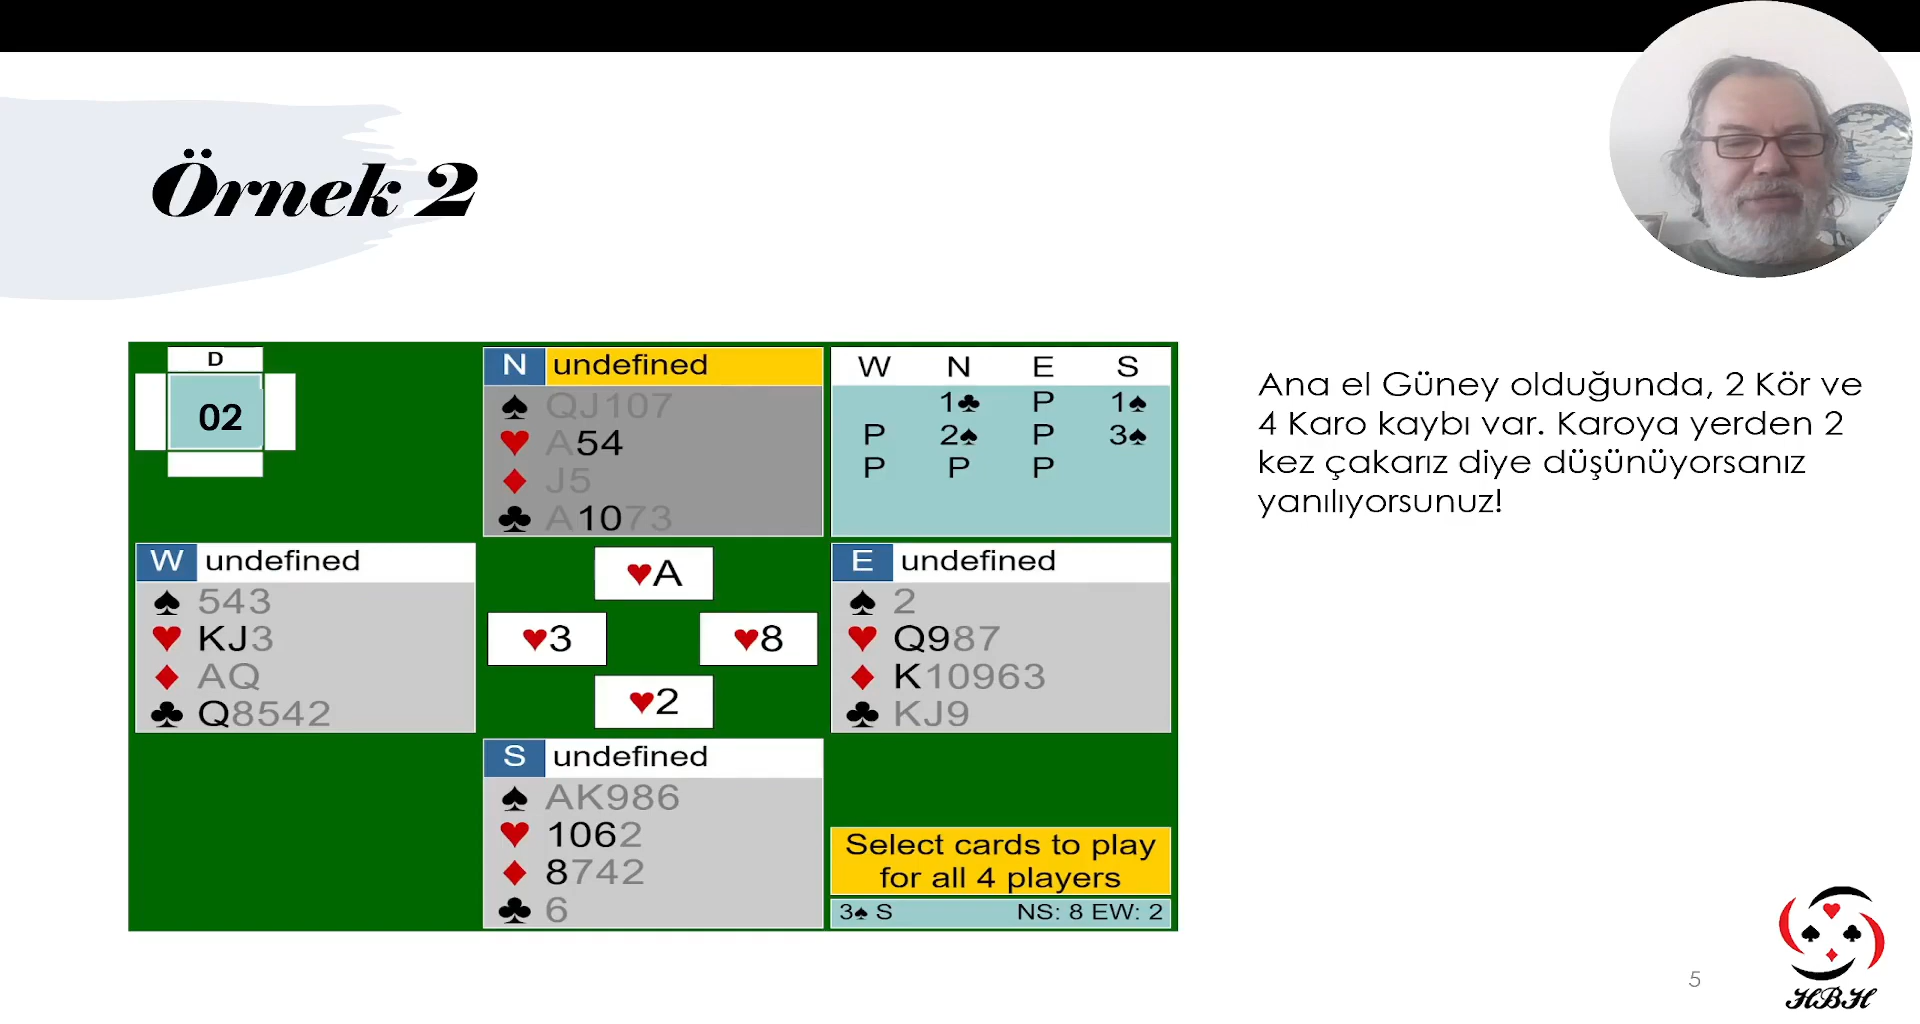 Örnek 2
D
02
N undefined
♠ QJ107
♥ A54
♦ J5
♣ A1073
W N E S
1♣ P 1♠
P 2♠ P 3♠
P P P
W undefined
♠ 543
♥ KJ3
♦ AQ
♣ Q8542
♥A
♥3
♥8
♥2
E undefined
♠ 2
♥ Q987
♦ K10963
♣ KJ9
S undefined
♠ AK986
♥ 1062
♦ 8742
♣ 6
Select cards to play
for all 4 players
3♠ S NS: 8 EW: 2
Ana el Güney olduğunda, 2 Kör ve
4 Karo kaybı var. Karoya yerden 2
kez çakarız diye düşünüyorsanız
yanılıyorsunuz!
5
HBH